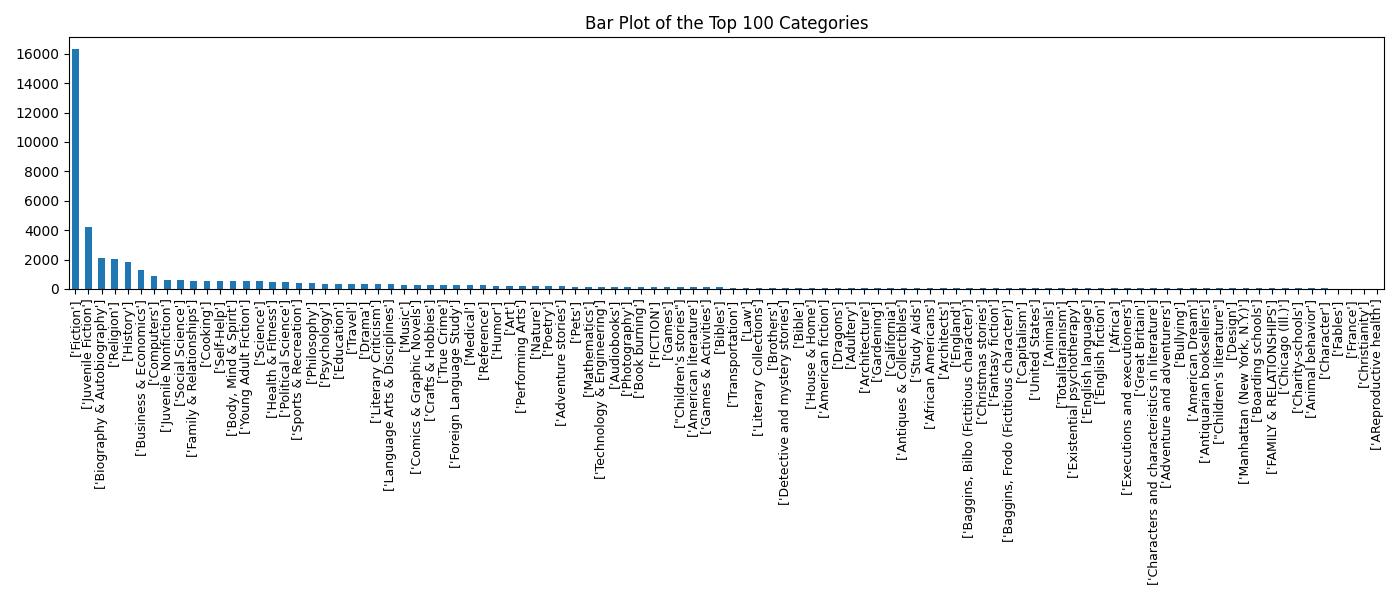 Bar Plot of the Top 100 Categories
16000
14000
12000
10000
8000
6000
4000
2000
0
['Fiction']
['Juvenile Fiction']
['Biography & Autobiography']
['Religion']
['History']
['Business & Economics']
['Computers']
['Juvenile Nonfiction']
['Social Science']
['Family & Relationships']
['Cooking']
['Self-Help']
['Body, Mind & Spirit']
['Young Adult Fiction']
['Science']
['Health & Fitness']
['Political Science']
['Sports & Recreation']
['Philosophy']
['Psychology']
['Education']
['Travel']
['Drama']
['Literary Criticism']
['Language Arts & Disciplines']
['Music']
['Comics & Graphic Novels']
['Crafts & Hobbies']
['True Crime']
['Foreign Language Study']
['Medical']
['Reference']
['Humor']
['Art']
['Performing Arts']
['Nature']
['Poetry']
['Adventure stories']
['Pets']
['Mathematics']
['Technology & Engineering']
['Audiobooks']
['Photography']
['Book burning']
['FICTION']
['Games']
["Children's stories"]
['American literature']
['Games & Activities']
['Bibles']
['Transportation']
['Law']
['Literary Collections']
['Brothers']
['Detective and mystery stories']
['Bible']
['House & Home']
['American fiction']
['Dragons']
['Adultery']
['Architecture']
['Gardening']
['California']
['Antiques & Collectibles']
['Study Aids']
['African Americans']
['Architects']
['England']
['Baggins, Bilbo (Fictitious character)']
['Christmas stories']
['Fantasy fiction']
['Baggins, Frodo (Fictitious character)']
['Capitalism']
['United States']
['Animals']
['Totalitarianism']
['Existential psychotherapy']
['English language']
['English fiction']
['Africa']
['Executions and executioners']
['Great Britain']
['Characters and characteristics in literature']
['Adventure and adventurers']
['Bullying']
['American Dream']
['Antiquarian booksellers']
["Children's literature"]
['Design']
['Manhattan (New York, N.Y.)']
['Boarding schools']
['FAMILY & RELATIONSHIPS']
['Chicago (Ill.)']
['Charity-schools']
['Animal behavior']
['Character']
['Fables']
['France']
['Christianity']
['AReproductive health']